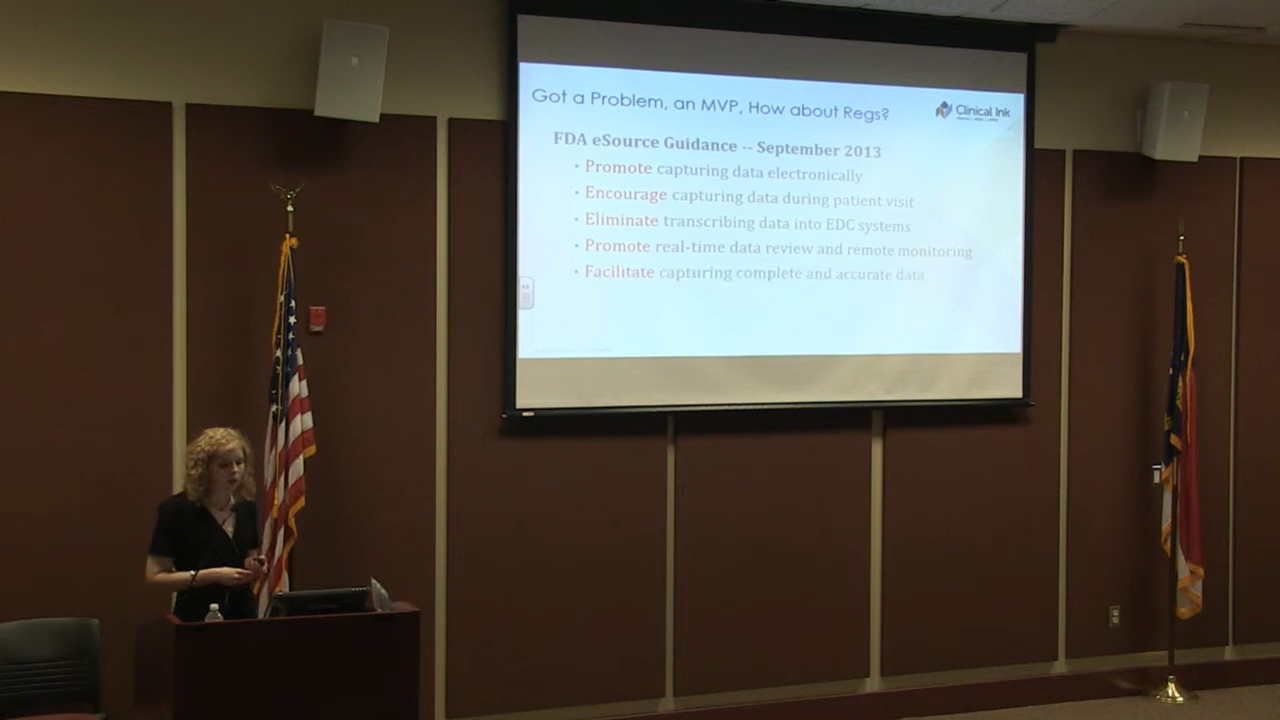 Got a Problem, an MVP, How about Regs?
Clinical Ink
FDA eSource Guidance -- September 2013
• Promote capturing data electronically
• Encourage capturing data during patient visit
• Eliminate transcribing data into EDC systems
• Promote real-time data review and remote monitoring
• Facilitate capturing complete and accurate data